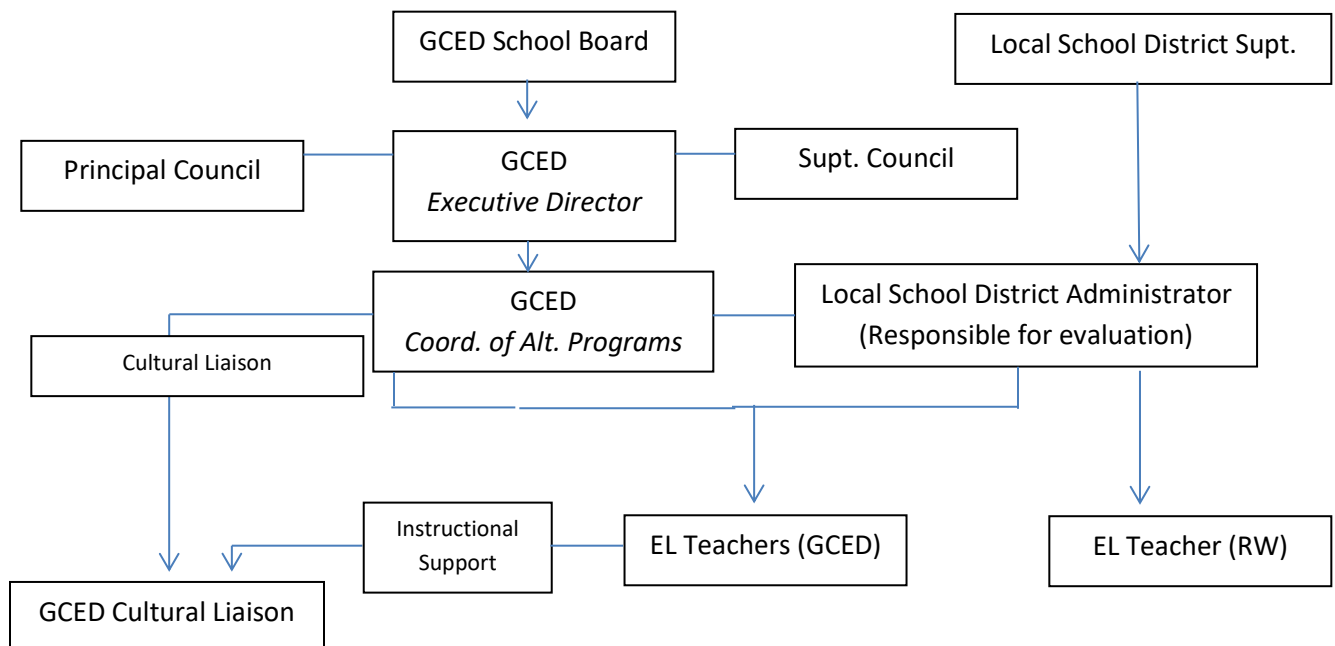 GCED School Board
Local School District Supt.
Principal Council
GCED
Executive Director
Supt. Council
GCED
Coord. of Alt. Programs
Local School District Administrator
(Responsible for evaluation)
Cultural Liaison
Instructional
Support
EL Teachers (GCED)
EL Teacher (RW)
GCED Cultural Liaison